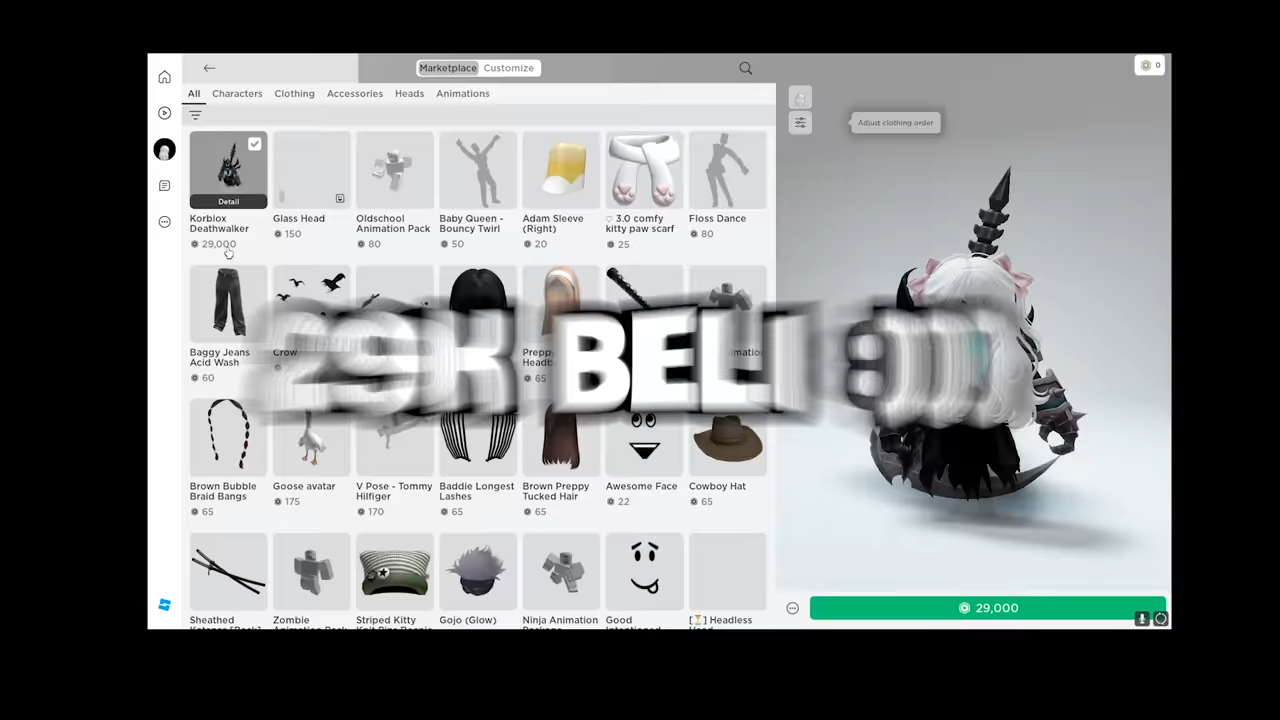 Marketplace Customize
0
All Characters Clothing Accessories Heads Animations
Adjust clothing order
Detail
Korblox Deathwalker
29,000
Glass Head
150
Oldschool Animation Pack
80
Baby Queen - Bouncy Twirl
50
Adam Sleeve (Right)
20
♡ 3.0 comfy kitty paw scarf
25
Floss Dance
80
29K BELI
Baggy Jeans Acid Wash
60
Crow
Preppy
65
Brown Bubble Braid Bangs
65
Goose avatar
175
V Pose - Tommy Hilfiger
170
Baddie Longest Lashes
65
Brown Preppy Tucked Hair
65
Awesome Face
22
Cowboy Hat
65
Sheathed
Zombie
Striped Kitty
Gojo (Glow)
Ninja Animation
Good
[⏳] Headless
29,000